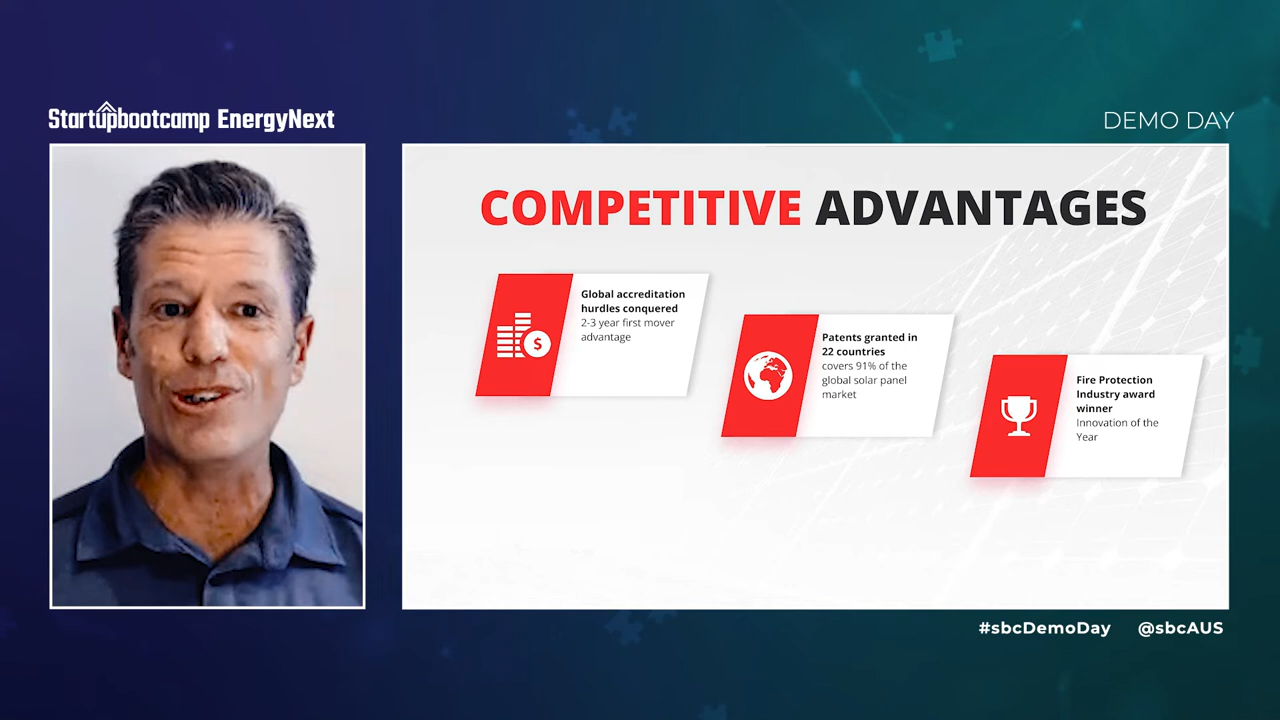 Startupbootcamp EnergyNext
DEMO DAY
COMPETITIVE ADVANTAGES
Global accreditation
hurdles conquered
2-3 year first mover
advantage
$
Patents granted in
22 countries
covers 91% of the
global solar panel
market
Fire Protection
Industry award
winner
Innovation of the
Year
#sbcDemoDay @sbcAUS